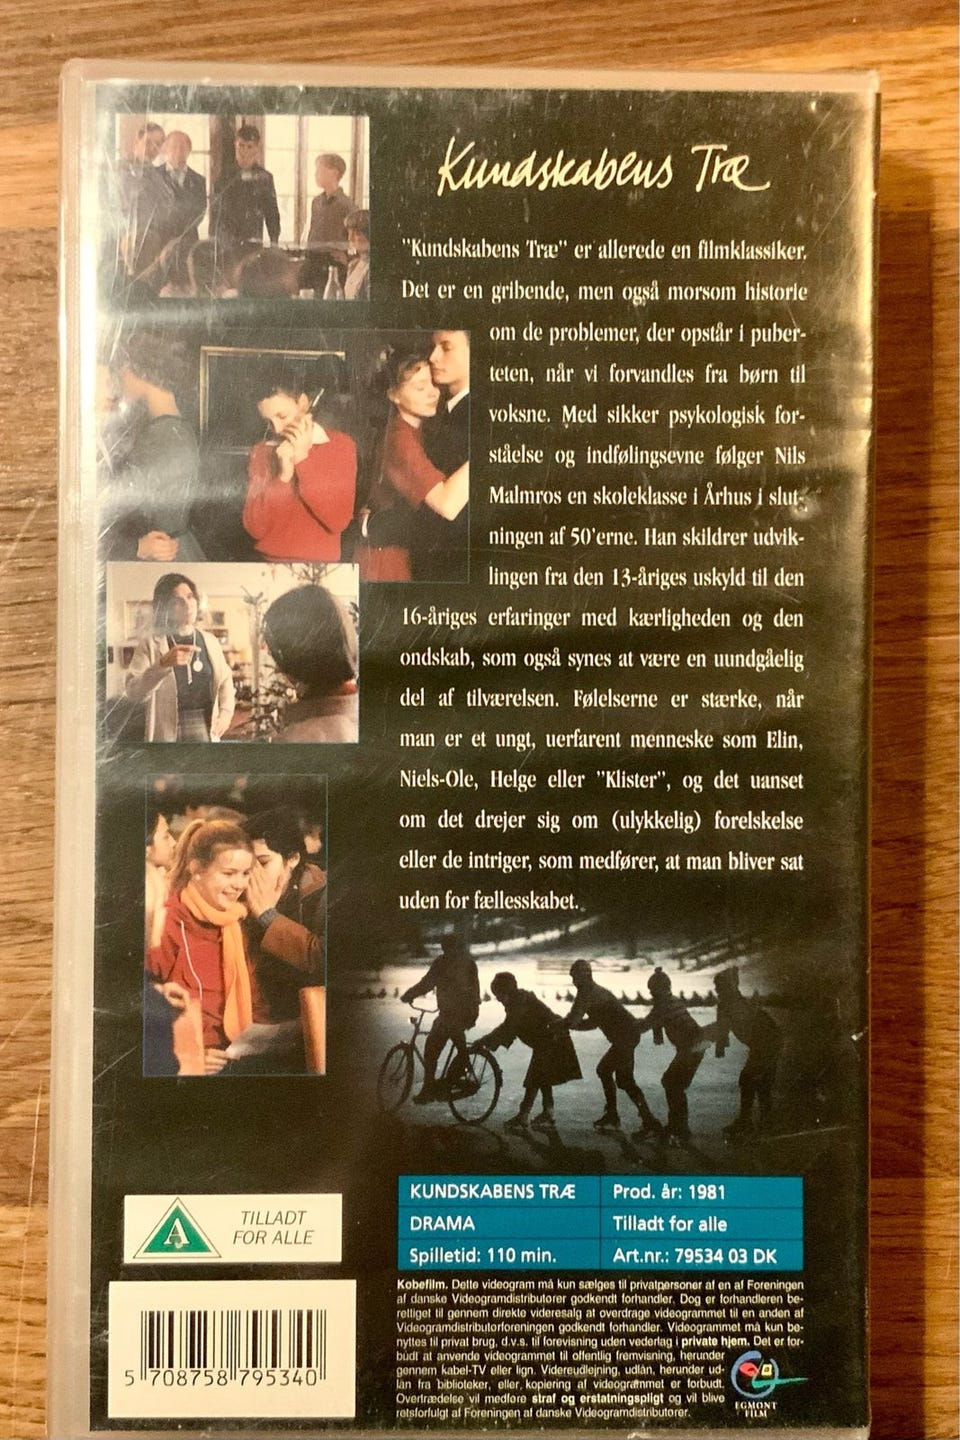 Kundskabens Træ
"Kundskabens Træ" er allerede en filmklassiker.
Det er en gribende, men også morsom historie
om de problemer, der opstår i puber-
teten, når vi forvandles fra børn til
voksne. Med sikker psykologisk for-
ståelse og indfølingsevne følger Nils
Malmros en skoleklasse i Århus i slut-
ningen af 50'erne. Han skildrer udvik-
lingen fra den 13-åriges uskyld til den
16-åriges erfaringer med kærligheden og den
ondskab, som også synes at være en uundgåelig
del af tilværelsen. Følelserne er stærke, når
man er et ungt, uerfarent menneske som Elin,
Niels-Ole, Helge eller "Klister", og det uanset
om det drejer sig om (ulykkelig) forelskelse
eller de intriger, som medfører, at man bliver sat
uden for fællesskabet.
KUNDSKABENS TRÆ Prod. år: 1981
DRAMA Tilladt for alle
Spilletid: 110 min. Art.nr.: 79534 03 DK
A TILLADT
FOR ALLE
Købefilm. Dette videogram må kun sælges til privatpersoner af en af Foreningen
af danske Videogramdistributører godkendt forhandler. Dog er forhandleren be-
rettiget til gennem direkte videresalg at overdrage videogrammet til en anden af
Videogramdistributørforeningen godkendt forhandler. Videogrammet må kun be-
nyttes til privat brug, d.v.s. til forevisning uden vederlag i private hjem. Det er for-
budt at anvende videogrammet til offentlig fremvisning, herunder
gennem kabel-TV eller lign. Videreudlejning, udlån, herunder ud-
lån fra biblioteker, eller kopiering af videogrammet er forbudt.
Overtrædelse vil medføre straf og erstatningspligt og vil blive
retsforfulgt af Foreningen af danske Videogramdistributører.
EGMONT
FILM
5 708758 795340